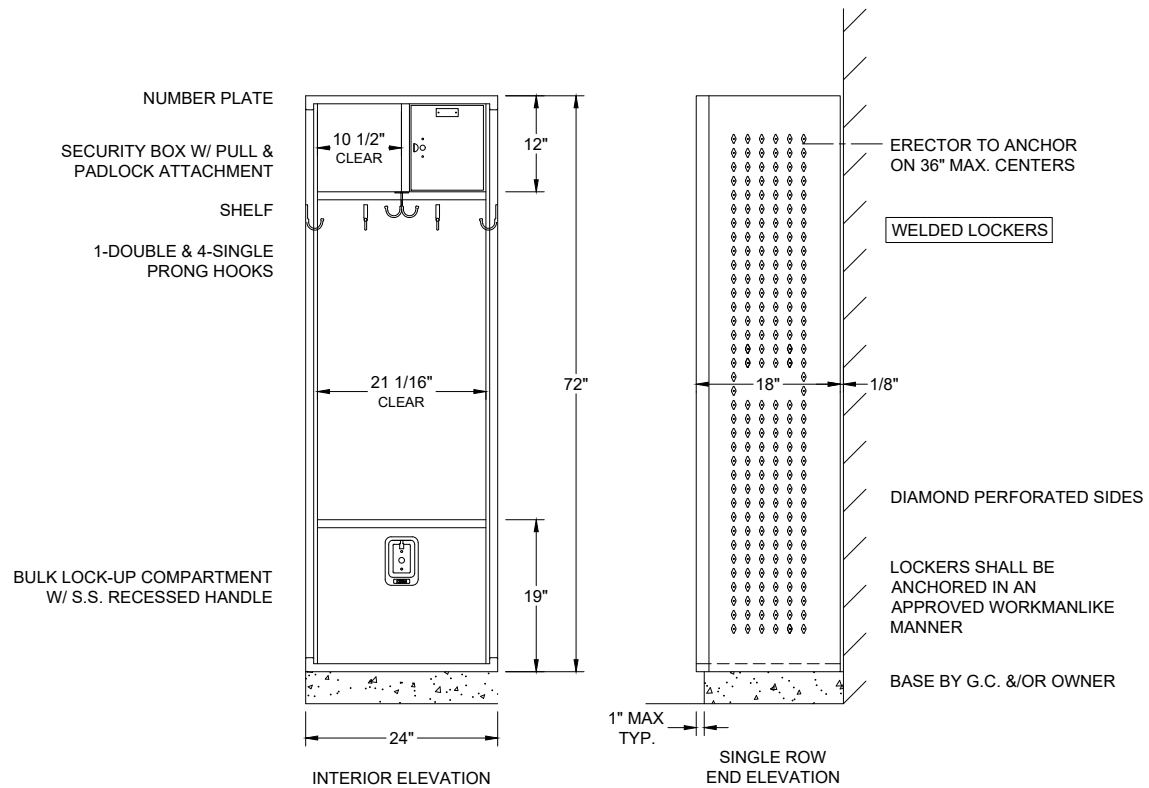 NUMBER PLATE
SECURITY BOX W/ PULL &
PADLOCK ATTACHMENT
SHELF
1-DOUBLE & 4-SINGLE
PRONG HOOKS
BULK LOCK-UP COMPARTMENT
W/ S.S. RECESSED HANDLE
10 1/2"
CLEAR
12"
21 1/16"
CLEAR
72"
19"
24"
INTERIOR ELEVATION
18"
1/8"
1" MAX
TYP.
SINGLE ROW
END ELEVATION
ERECTOR TO ANCHOR
ON 36" MAX. CENTERS
WELDED LOCKERS
DIAMOND PERFORATED SIDES
LOCKERS SHALL BE
ANCHORED IN AN
APPROVED WORKMANLIKE
MANNER
BASE BY G.C. &/OR OWNER